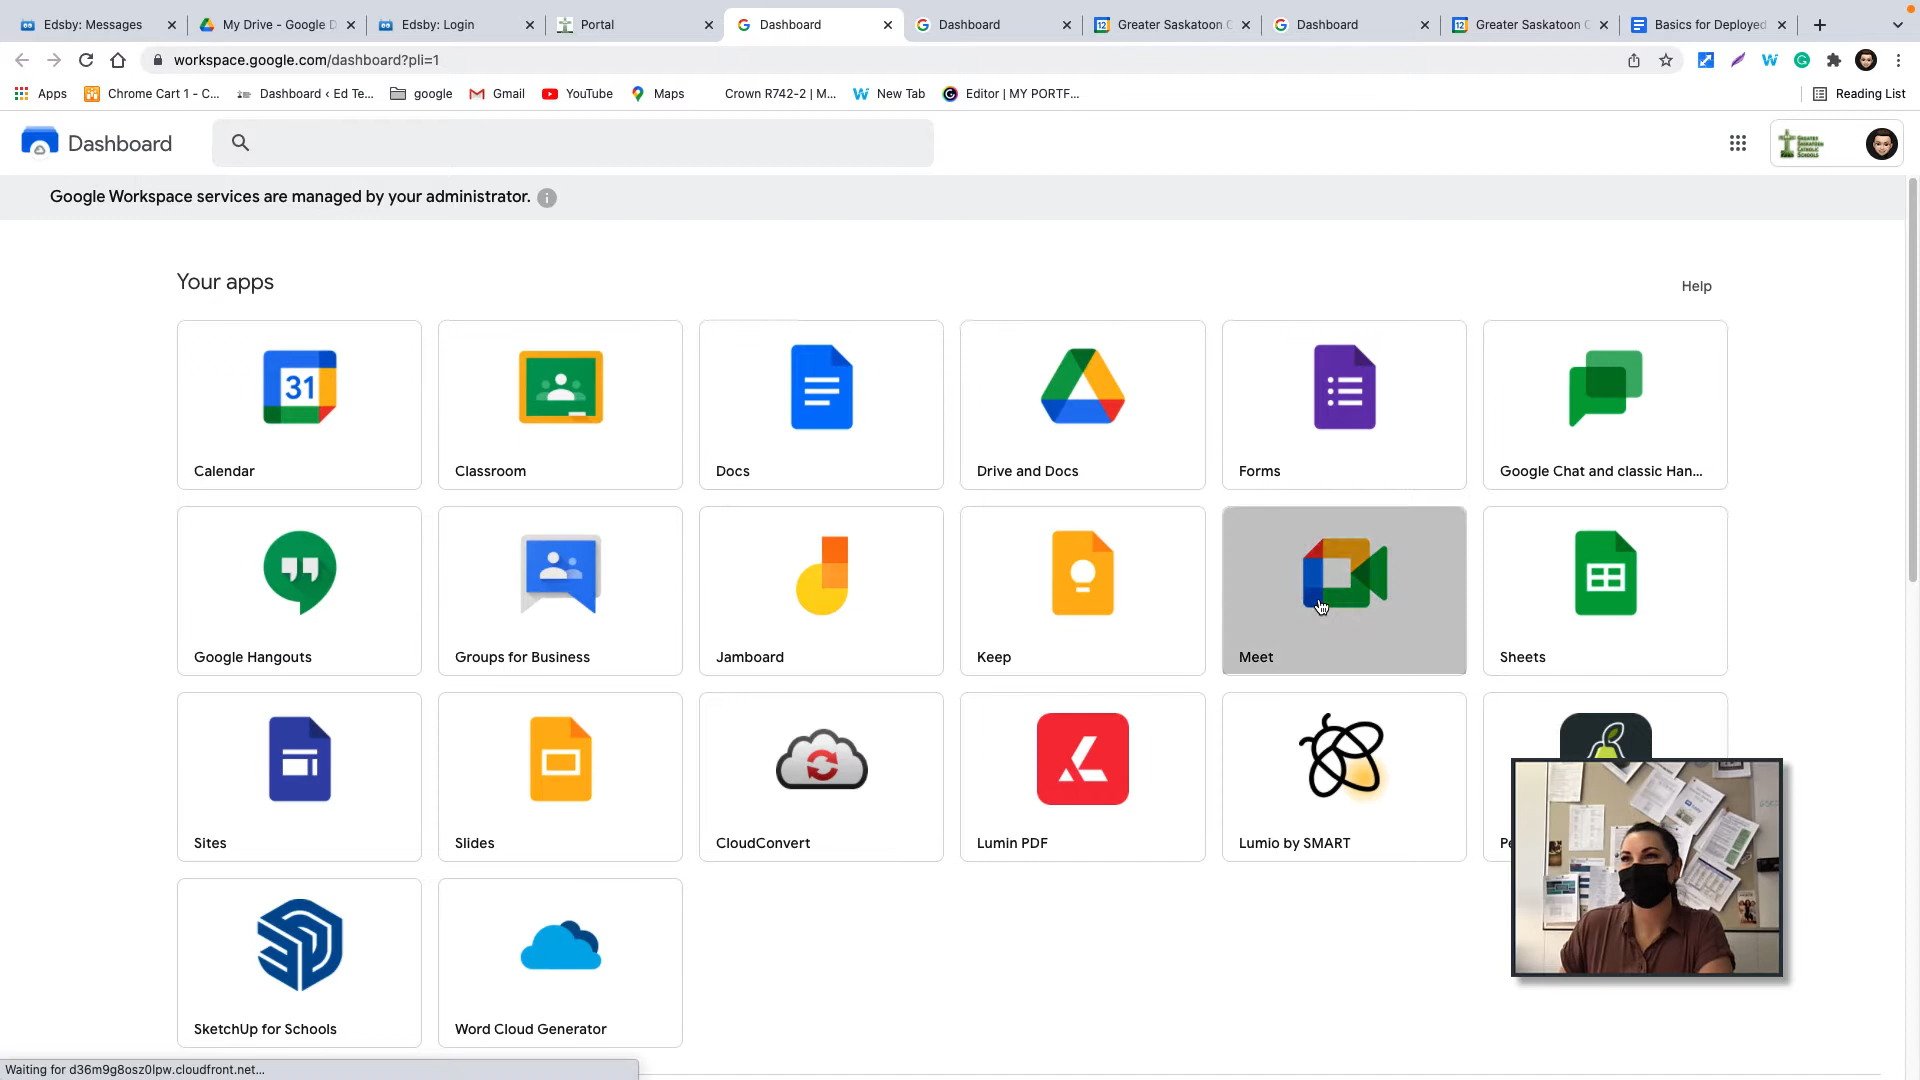 Edsby: Messages
My Drive - Google D
Edsby: Login
Portal
Dashboard
Dashboard
Greater Saskatoon C
Dashboard
Greater Saskatoon C
Basics for Deployed
workspace.google.com/dashboard?pli=1
Apps
Chrome Cart 1 - C...
Dashboard ‹ Ed Te...
google
Gmail
YouTube
Maps
Crown R742-2 | M...
New Tab
Editor | MY PORTF...
Reading List
Dashboard
GREATER
SASKATOON
CATHOLIC
SCHOOLS
Google Workspace services are managed by your administrator.
Your apps
Help
31
Calendar
Classroom
Docs
Drive and Docs
Forms
Google Chat and classic Han...
Google Hangouts
Groups for Business
Jamboard
Keep
Meet
Sheets
Sites
Slides
CloudConvert
Lumin PDF
Lumio by SMART
Pe
SketchUp for Schools
Word Cloud Generator
Waiting for d36m9g8osz0lpw.cloudfront.net...